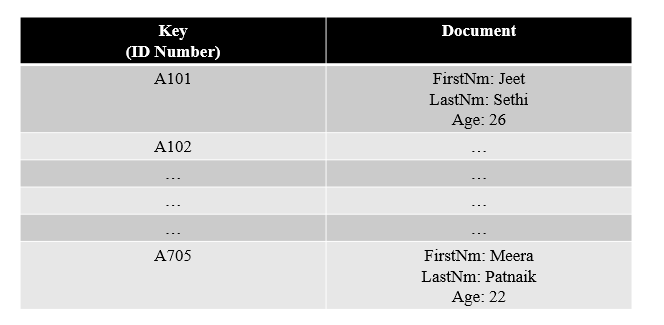 Key
(ID Number)
Document
A101
FirstNm: Jeet
LastNm: Sethi
Age: 26
A102
…
…
…
…
…
…
…
A705
FirstNm: Meera
LastNm: Patnaik
Age: 22